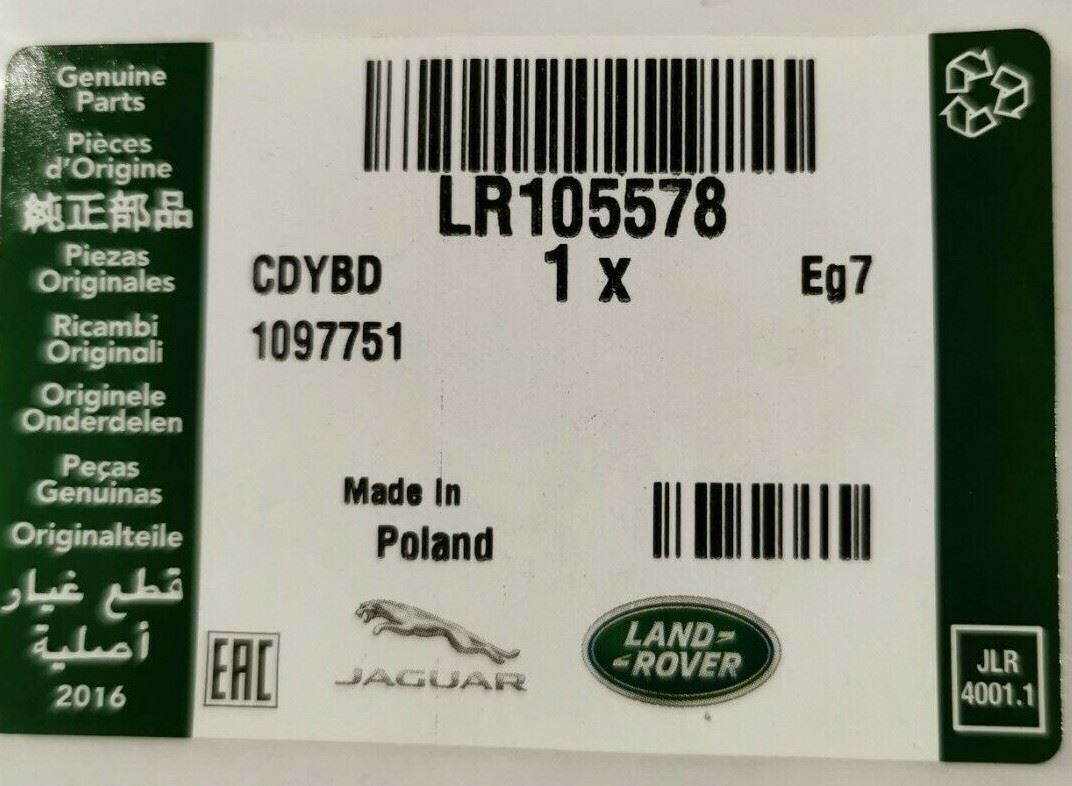 Genuine
Parts
Pièces
d'Origine
純正部品
Piezas
Originales
Ricambi
Originali
Originele
Onderdelen
Peças
Genuinas
Originalteile
قطع غيار
أصلية
2016
LR105578
1 x
CDYBD
Eg7
1097751
Made In
Poland
EAC
JAGUAR
LAND-
-ROVER
JLR
4001.1